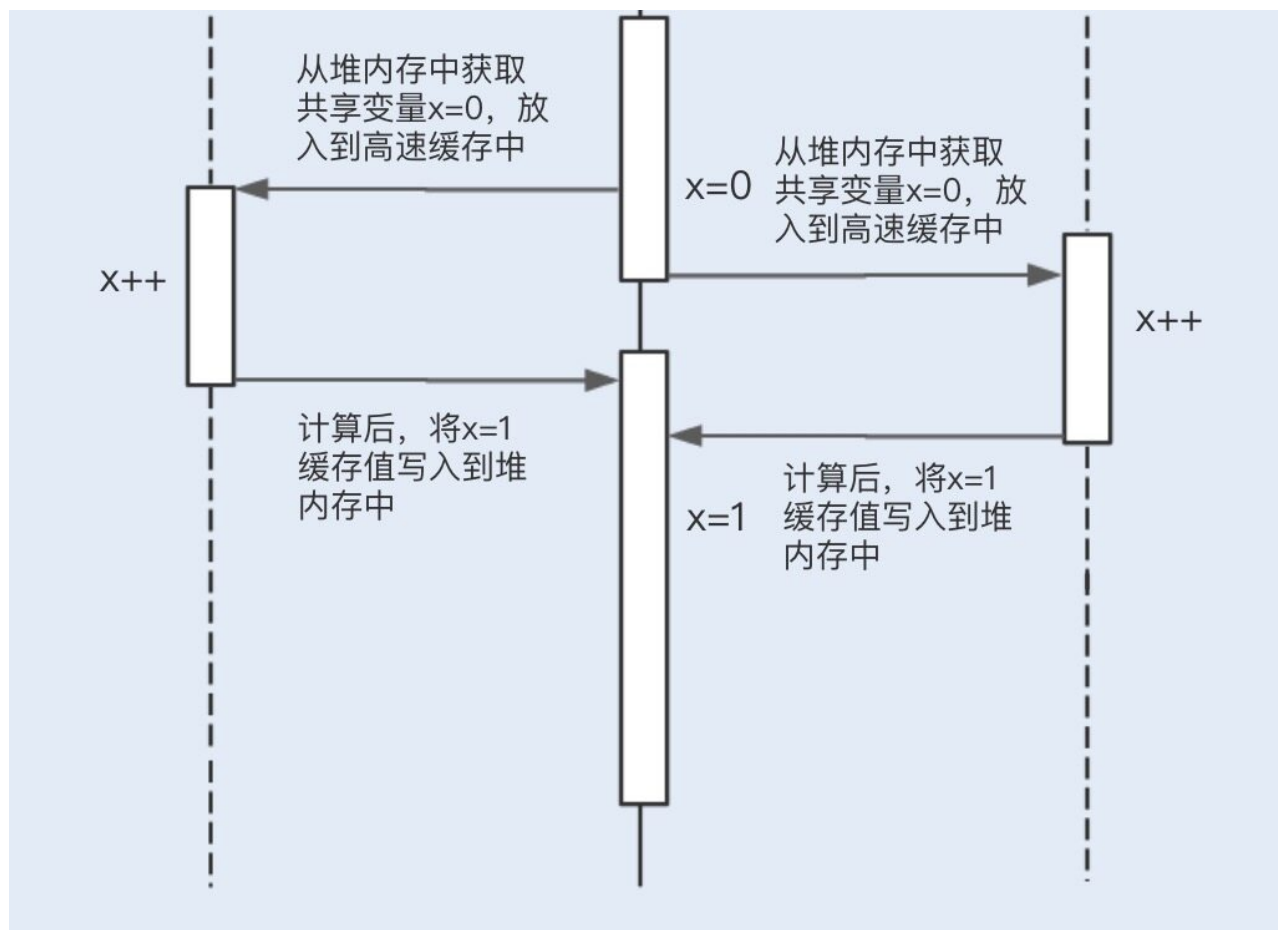 从堆内存中获取
共享变量x=0，放
入到高速缓存中
x=0
从堆内存中获取
共享变量x=0，放
入到高速缓存中
x++
x++
计算后，将x=1
缓存值写入到堆
内存中
x=1
计算后，将x=1
缓存值写入到堆
内存中